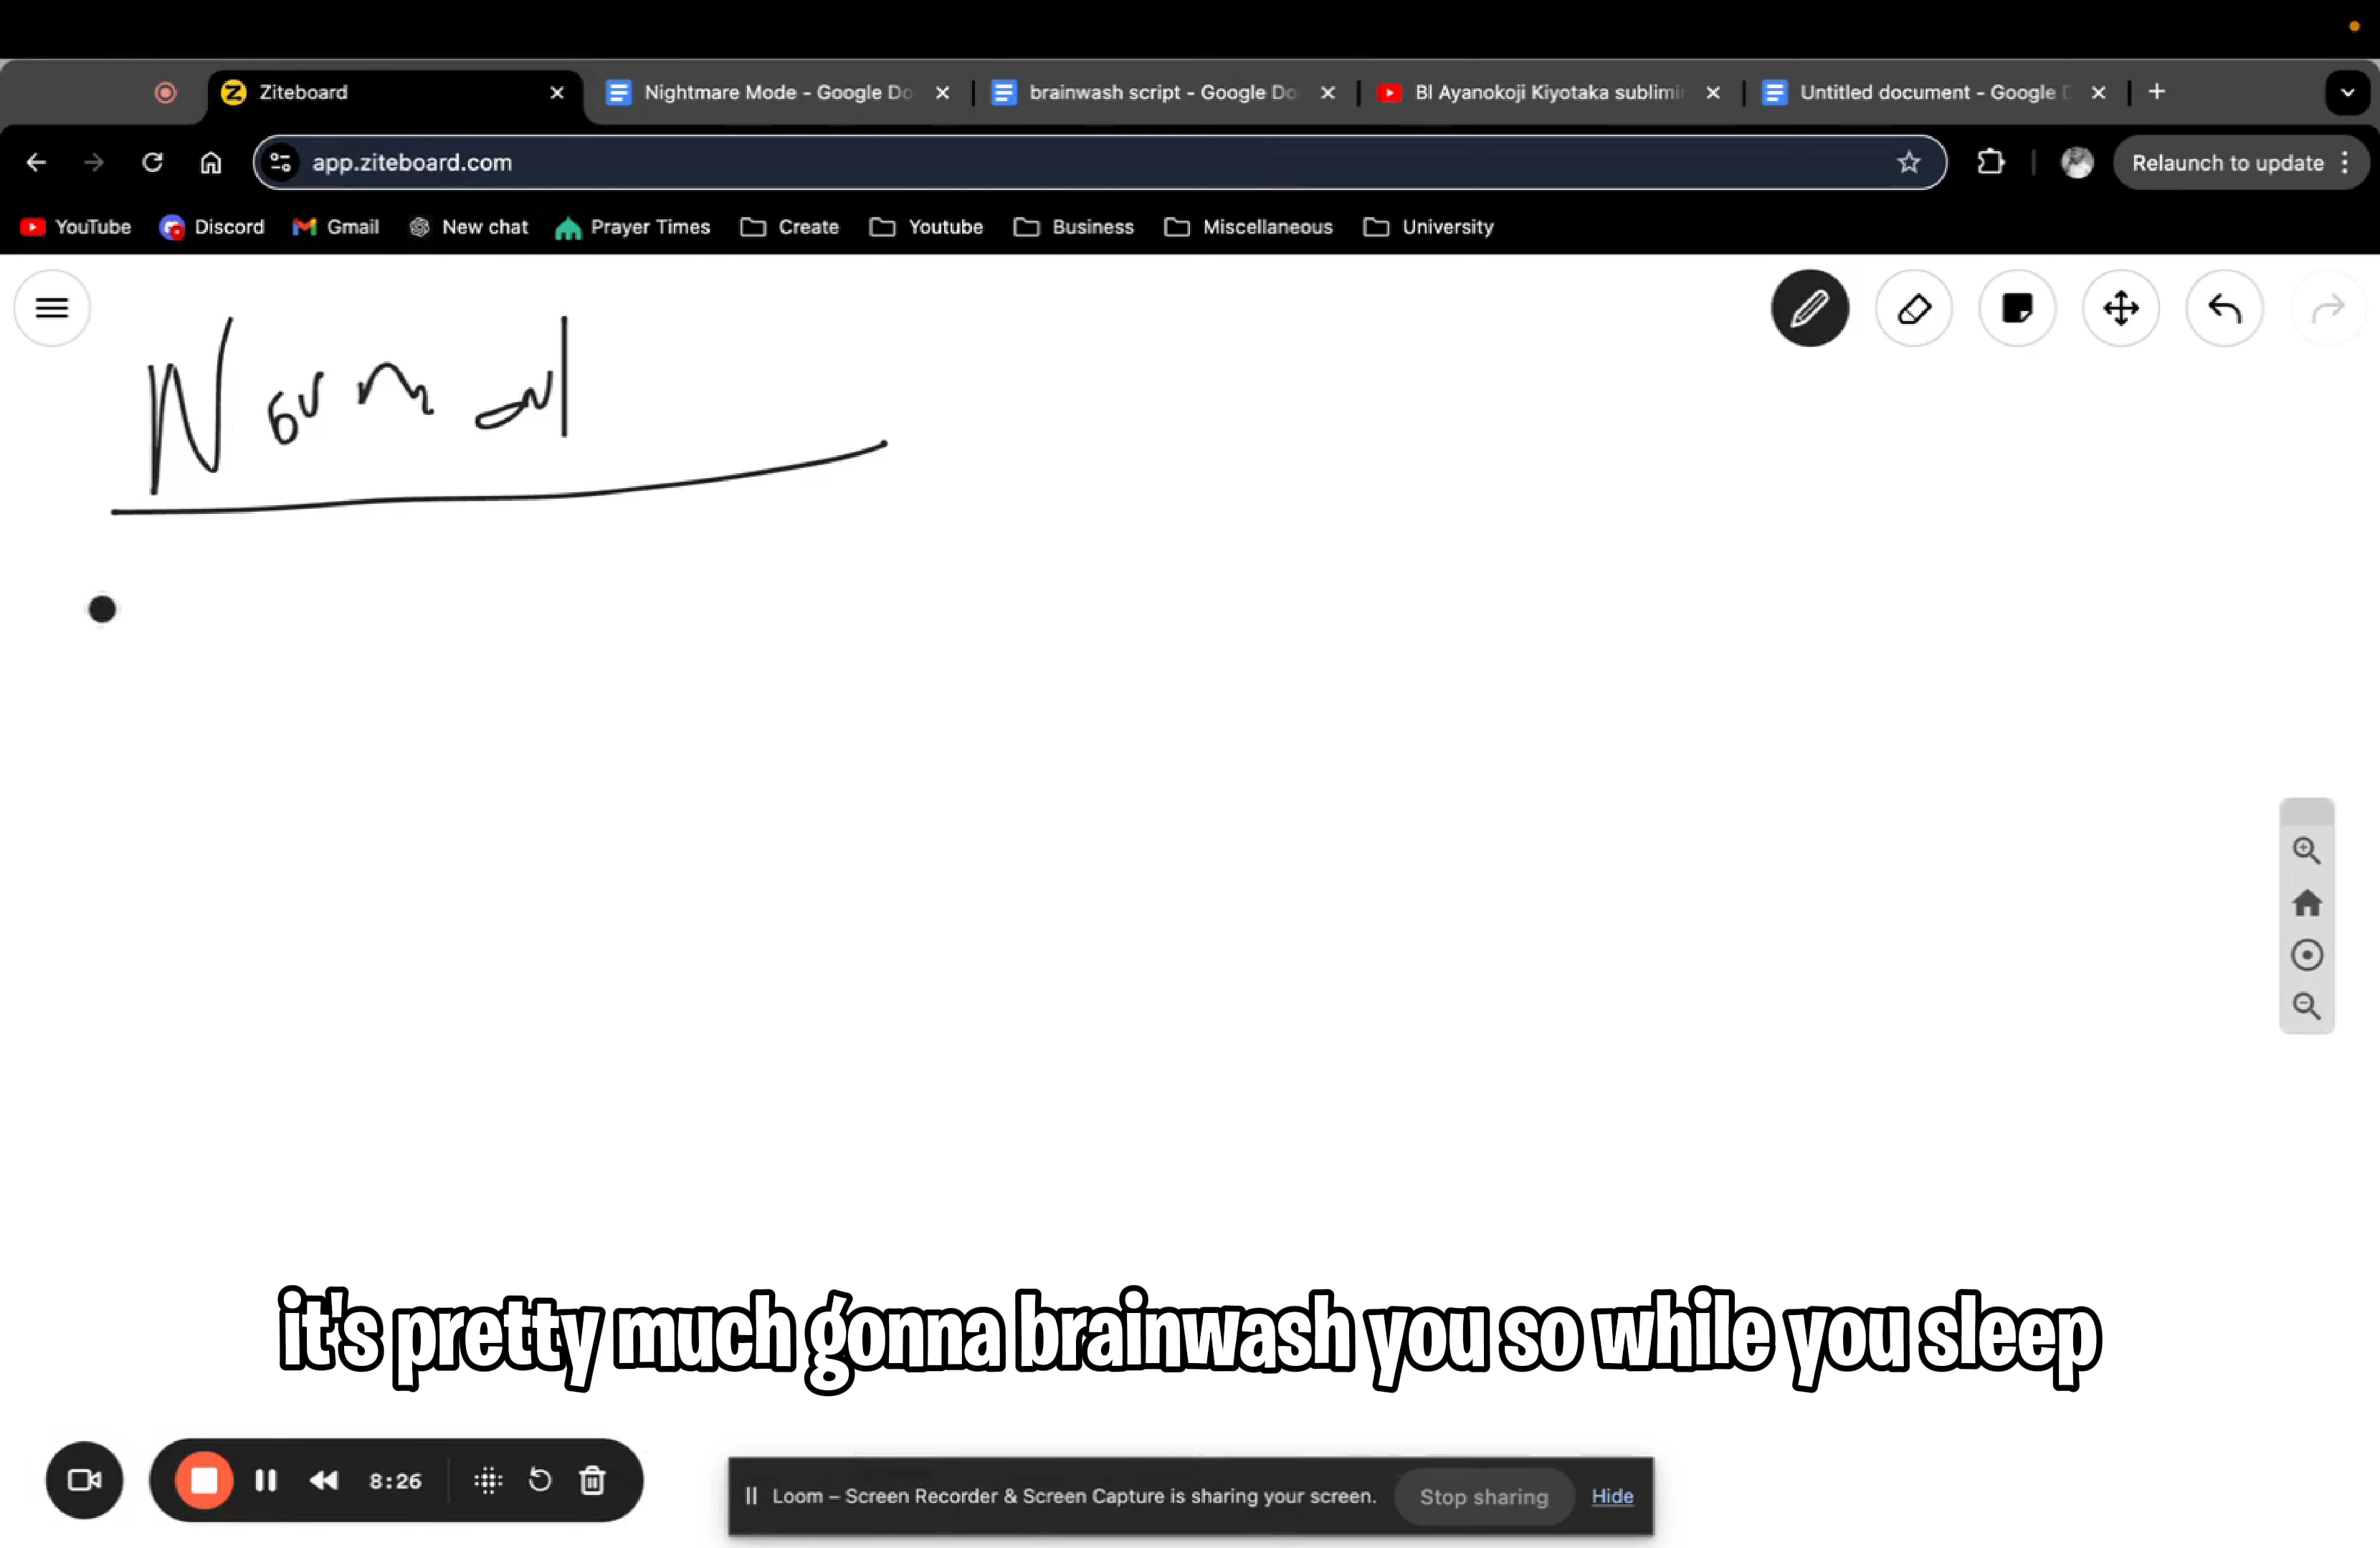 Ziteboard
Nightmare Mode - Google Do
brainwash script - Google Do
BI Ayanokoji Kiyotaka sublimir
Untitled document - Google D
app.ziteboard.com
Relaunch to update
YouTube Discord Gmail New chat Prayer Times Create Youtube Business Miscellaneous University
Normal
it's pretty much gonna brainwash you so while you sleep
8:26
Loom – Screen Recorder & Screen Capture is sharing your screen. Stop sharing Hide